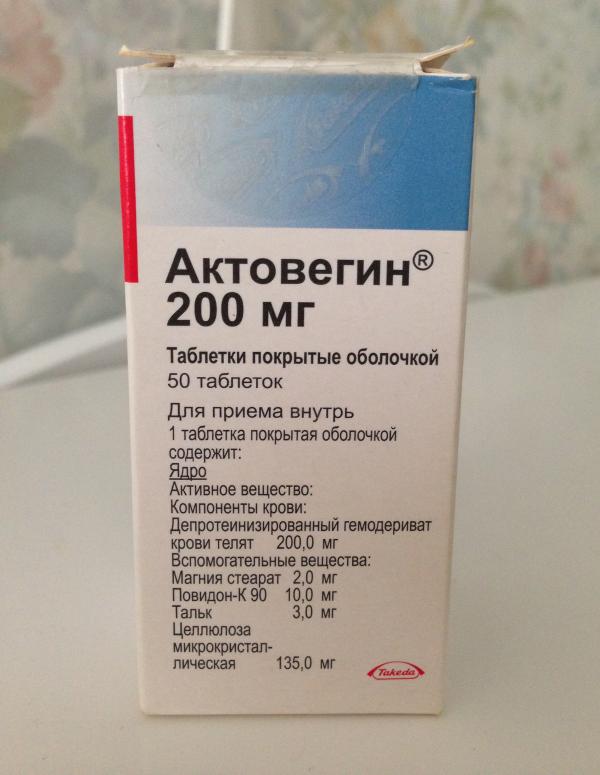 Актовегин®
200 мг
Таблетки покрытые оболочкой
50 таблеток
Для приема внутрь
1 таблетка покрытая оболочкой
содержит:
Ядро
Активное вещество:
Компоненты крови:
Депротеинизированный гемодериват
крови телят 200,0 мг
Вспомогательные вещества:
Магния стеарат 2,0 мг
Повидон-К 90 10,0 мг
Тальк 3,0 мг
Целлюлоза
микрокристал-
лическая 135,0 мг
Takeda